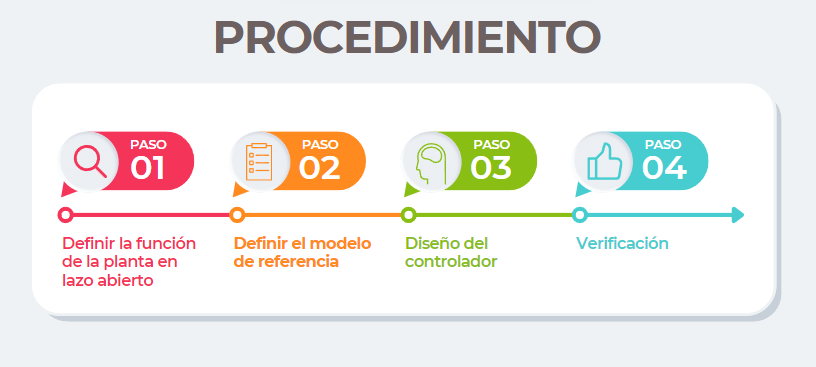 PROCEDIMIENTO
PASO
01
PASO
02
PASO
03
PASO
04
Definir la función
de la planta en
lazo abierto
Definir el modelo
de referencia
Diseño del
controlador
Verificación